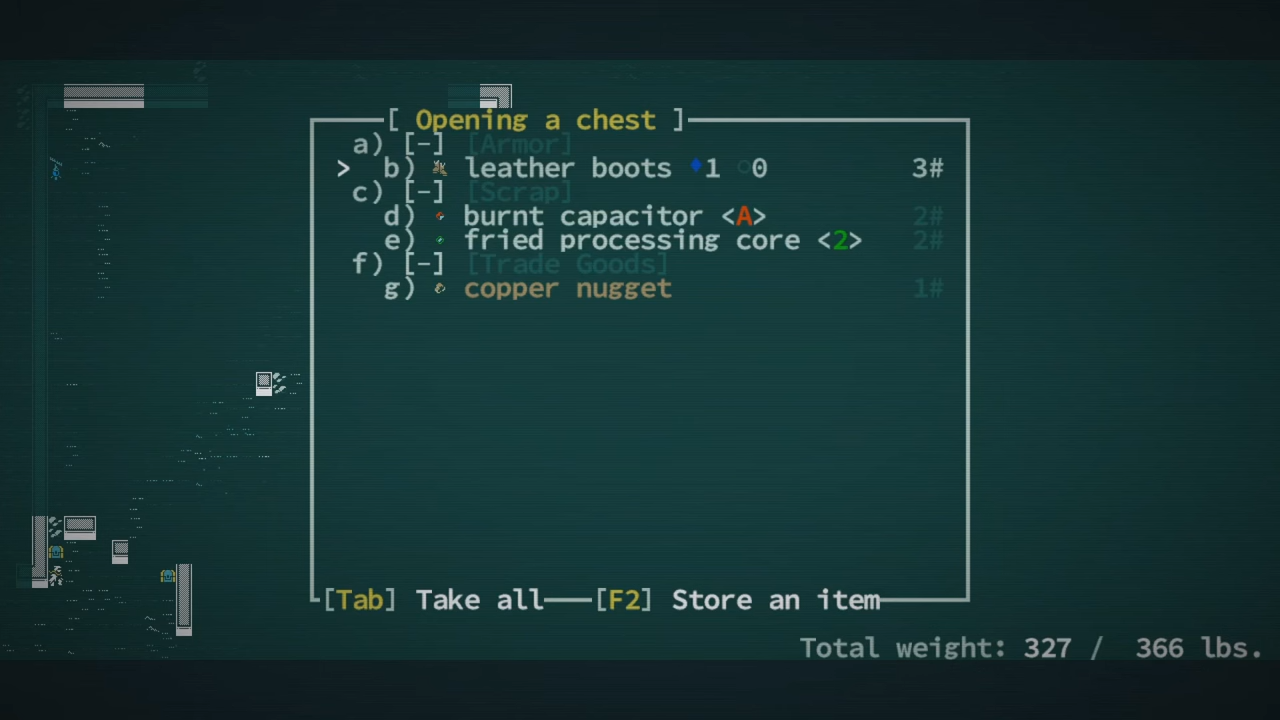 [ Opening a chest ]
a) [-] [Armor]
> b) leather boots ♦1 ○0 3#
c) [-] [Scrap]
d) burnt capacitor <A> 2#
e) fried processing core <2> 2#
f) [-] [Trade Goods]
g) copper nugget 1#
[Tab] Take all [F2] Store an item
Total weight: 327 / 366 lbs.